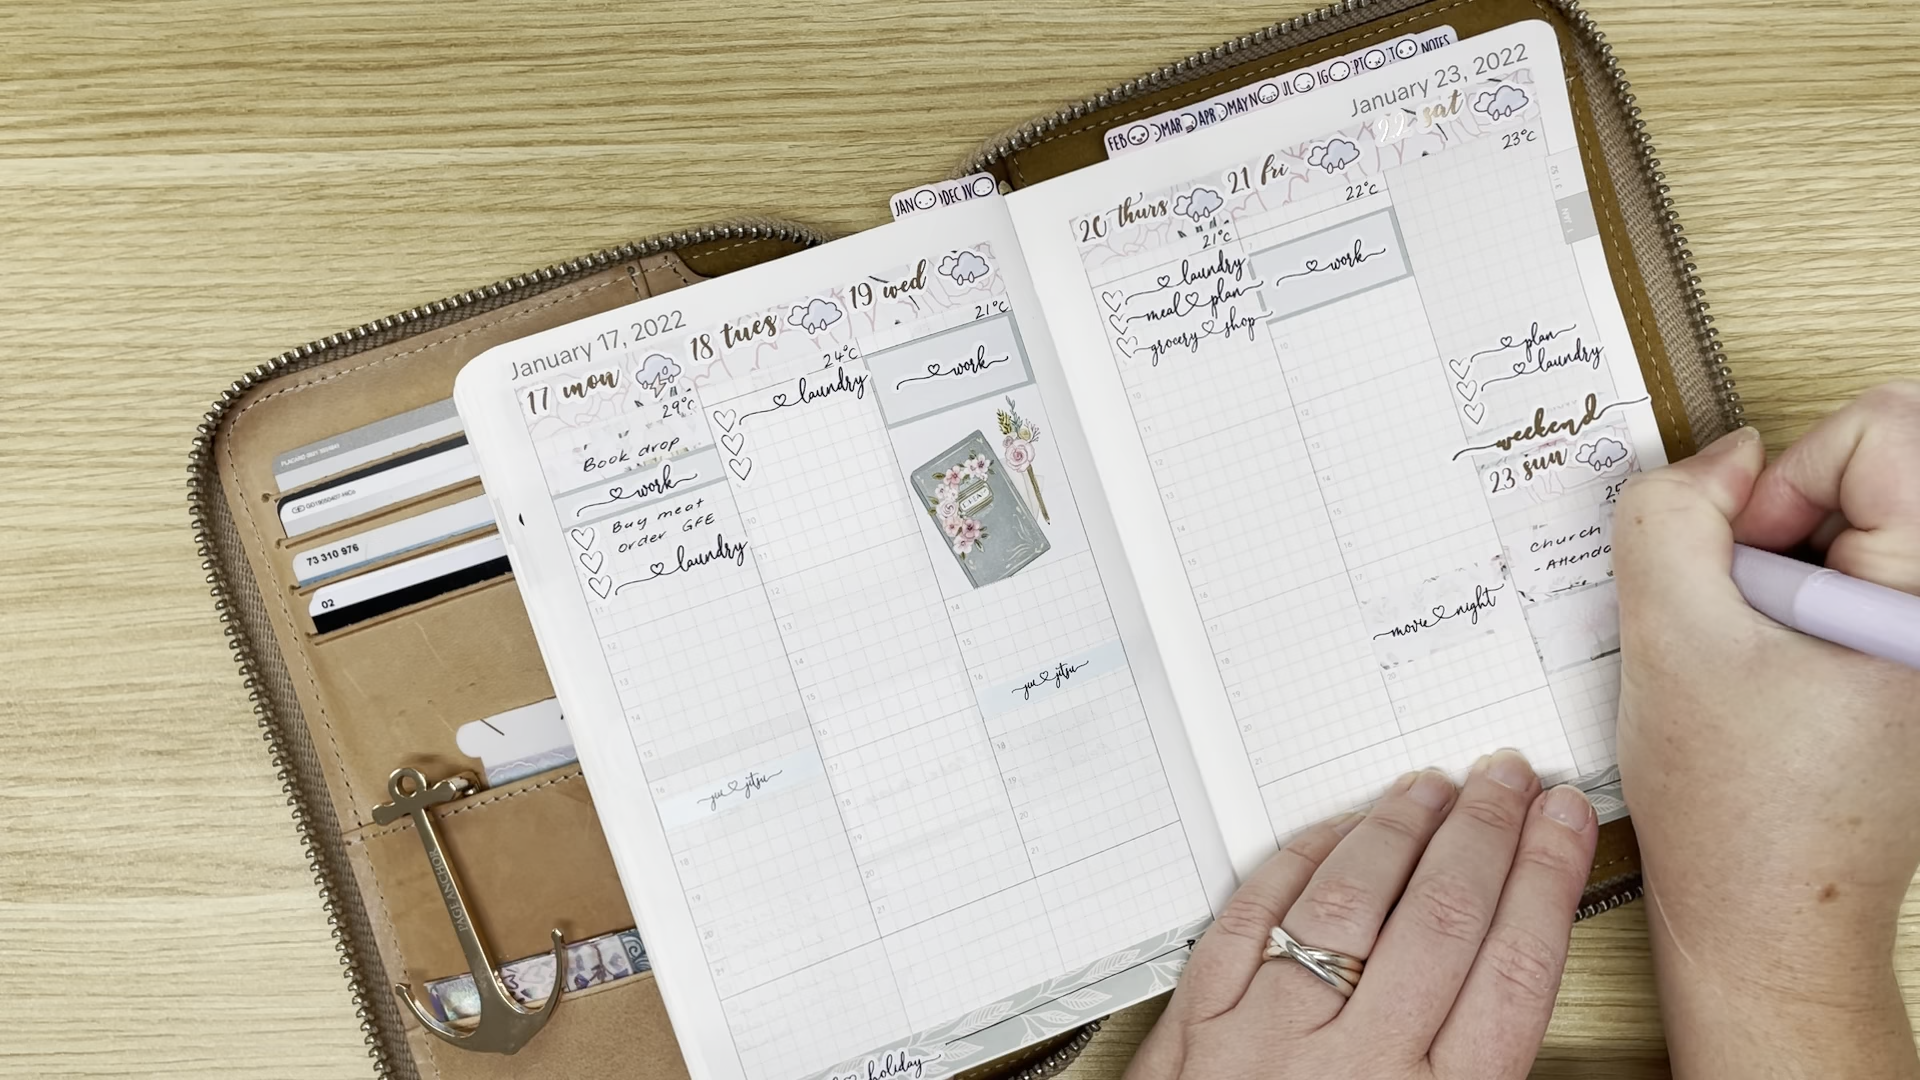 FEB MAR APR MAY JL NOTES
JAN DEC
January 17, 2022
17 mon
29°c
Book drop
work
Buy meat
order GFE
laundry
jiu jitsu
18 tues
24°c
laundry
19 wed
21°c
work
jiu jitsu
holiday
January 23, 2022
20 thurs
21°c
laundry
meal plan
grocery shop
21 fri
22°c
work
movie night
22 sat
23°c
plan
laundry
weekend
23 sun
church
73 310 976
02
PAGE ANCHOR